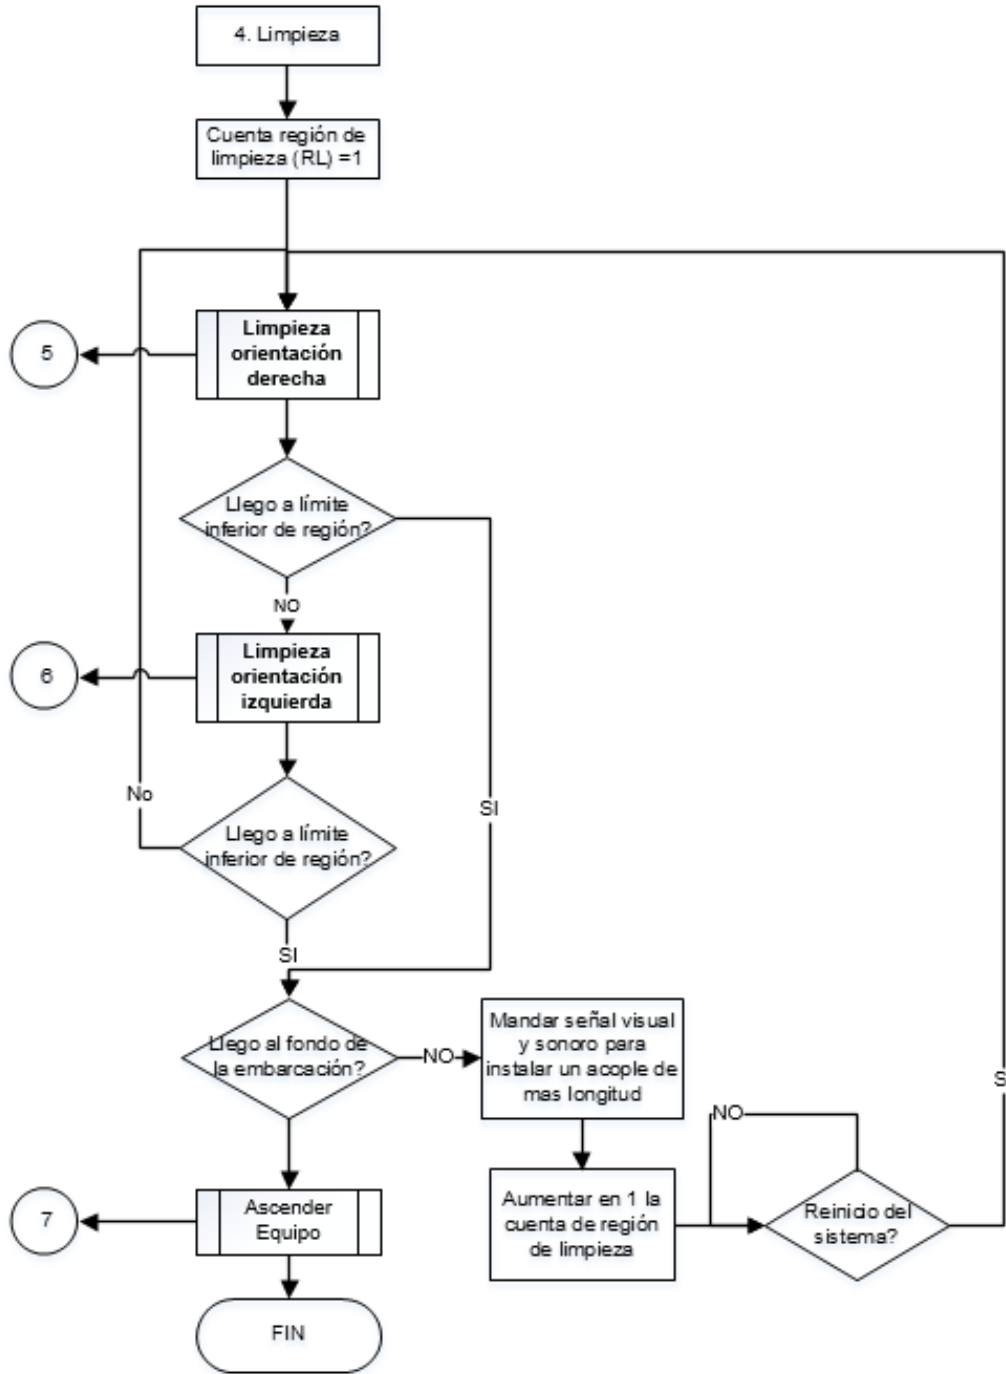 4. Limpieza
Cuenta región de
limpieza (RL) =1
Limpieza
orientación
derecha
5
Llego a límite
inferior de región?
NO
Limpieza
orientación
izquierda
6
No
SI
Llego a límite
inferior de región?
SI
Llego al fondo de
la embarcación?
NO
Mandar señal visual
y sonoro para
instalar un acople de
mas longitud
S
NO
Aumentar en 1 la
cuenta de región
de limpieza
Reinicio del
sistema?
Ascender
Equipo
7
FIN